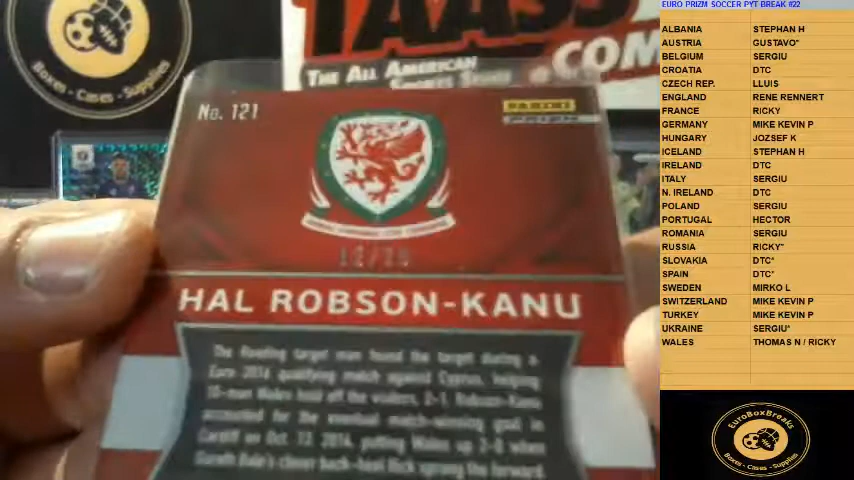 EURO PRIZM SOCCER PYT BREAK #22
ALBANIA STEPHAN H
AUSTRIA GUSTAVO*
BELGIUM SERGIU
CROATIA DTC
CZECH REP. LLUIS
ENGLAND RENE RENNERT
FRANCE RICKY
GERMANY MIKE KEVIN P
HUNGARY JOZSEF K
ICELAND STEPHAN H
IRELAND DTC
ITALY SERGIU
N. IRELAND DTC
POLAND SERGIU
PORTUGAL HECTOR
ROMANIA SERGIU
RUSSIA RICKY*
SLOVAKIA DTC*
SPAIN DTC*
SWEDEN MIRKO L
SWITZERLAND MIKE KEVIN P
TURKEY MIKE KEVIN P
UKRAINE SERGIU*
WALES THOMAS N / RICKY
EuroBoxBreaks
Boxes - Cases - Supplies
Boxes - Cases - Supplies
TAASS
.COM
THE ALL AMERICAN
No. 121
PANINI
PRIZM
HAL ROBSON-KANU
The Reading target man found the target during a
Euro 2016 qualifying match against Cyprus, helping
10-man Wales hold off the visitors, 2-1. Robson-Kanu
accounted for the eventual match-winning goal in
Cardiff on Oct. 13, 2014, putting Wales up 2-0 when
Gareth Bale's clever back-heel flick sprung the forward